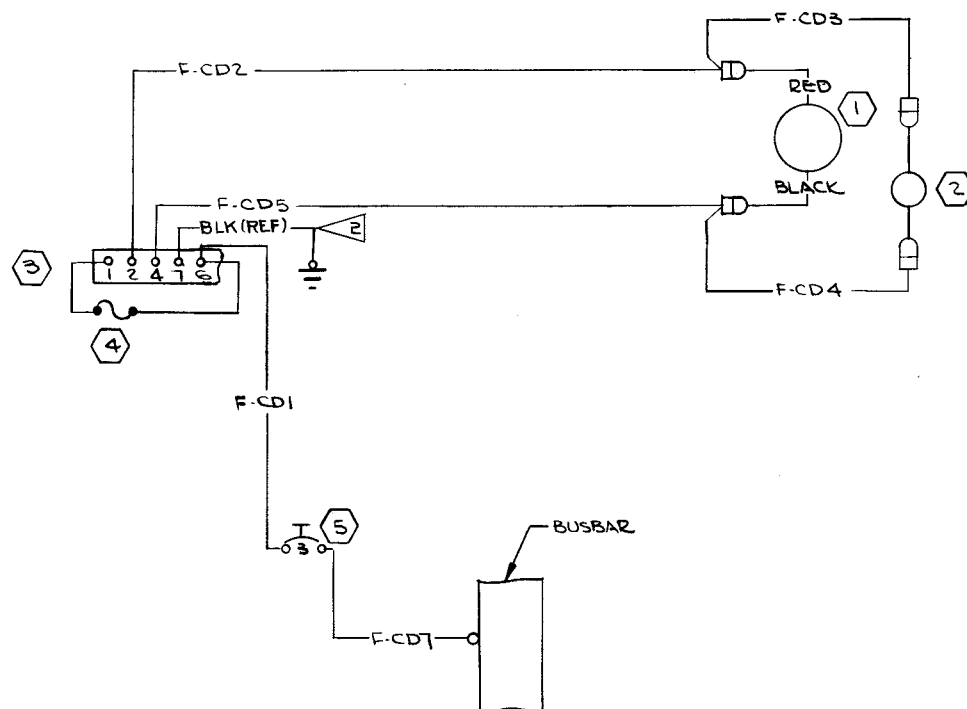 F-CD3
F-CD2
RED
1
BLACK
2
F-CD5
BLK(REF)
2
3
1 2 4 7 6
F-CD4
4
F-CD1
5
3
BUSBAR
F-CD7